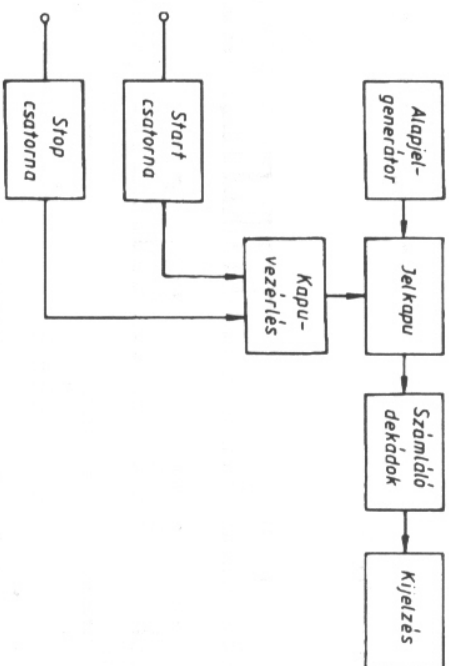 Alapjel-
generátor
Jelkapu
Számláló
dekádok
Kijelzés
Kapu-
vezérlés
Start
csatorna
Stop
csatorna